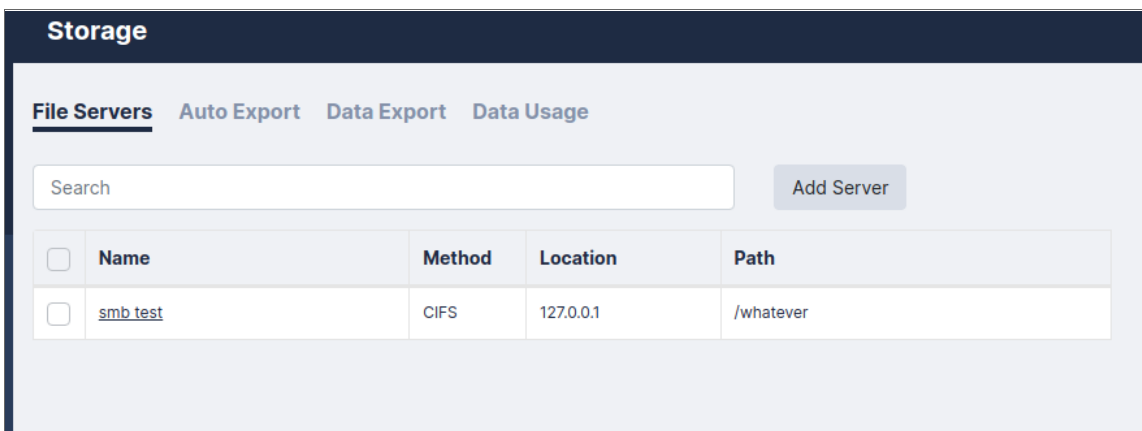 Storage
File Servers Auto Export Data Export Data Usage
Search Add Server
Name Method Location Path
smb test CIFS 127.0.0.1 /whatever